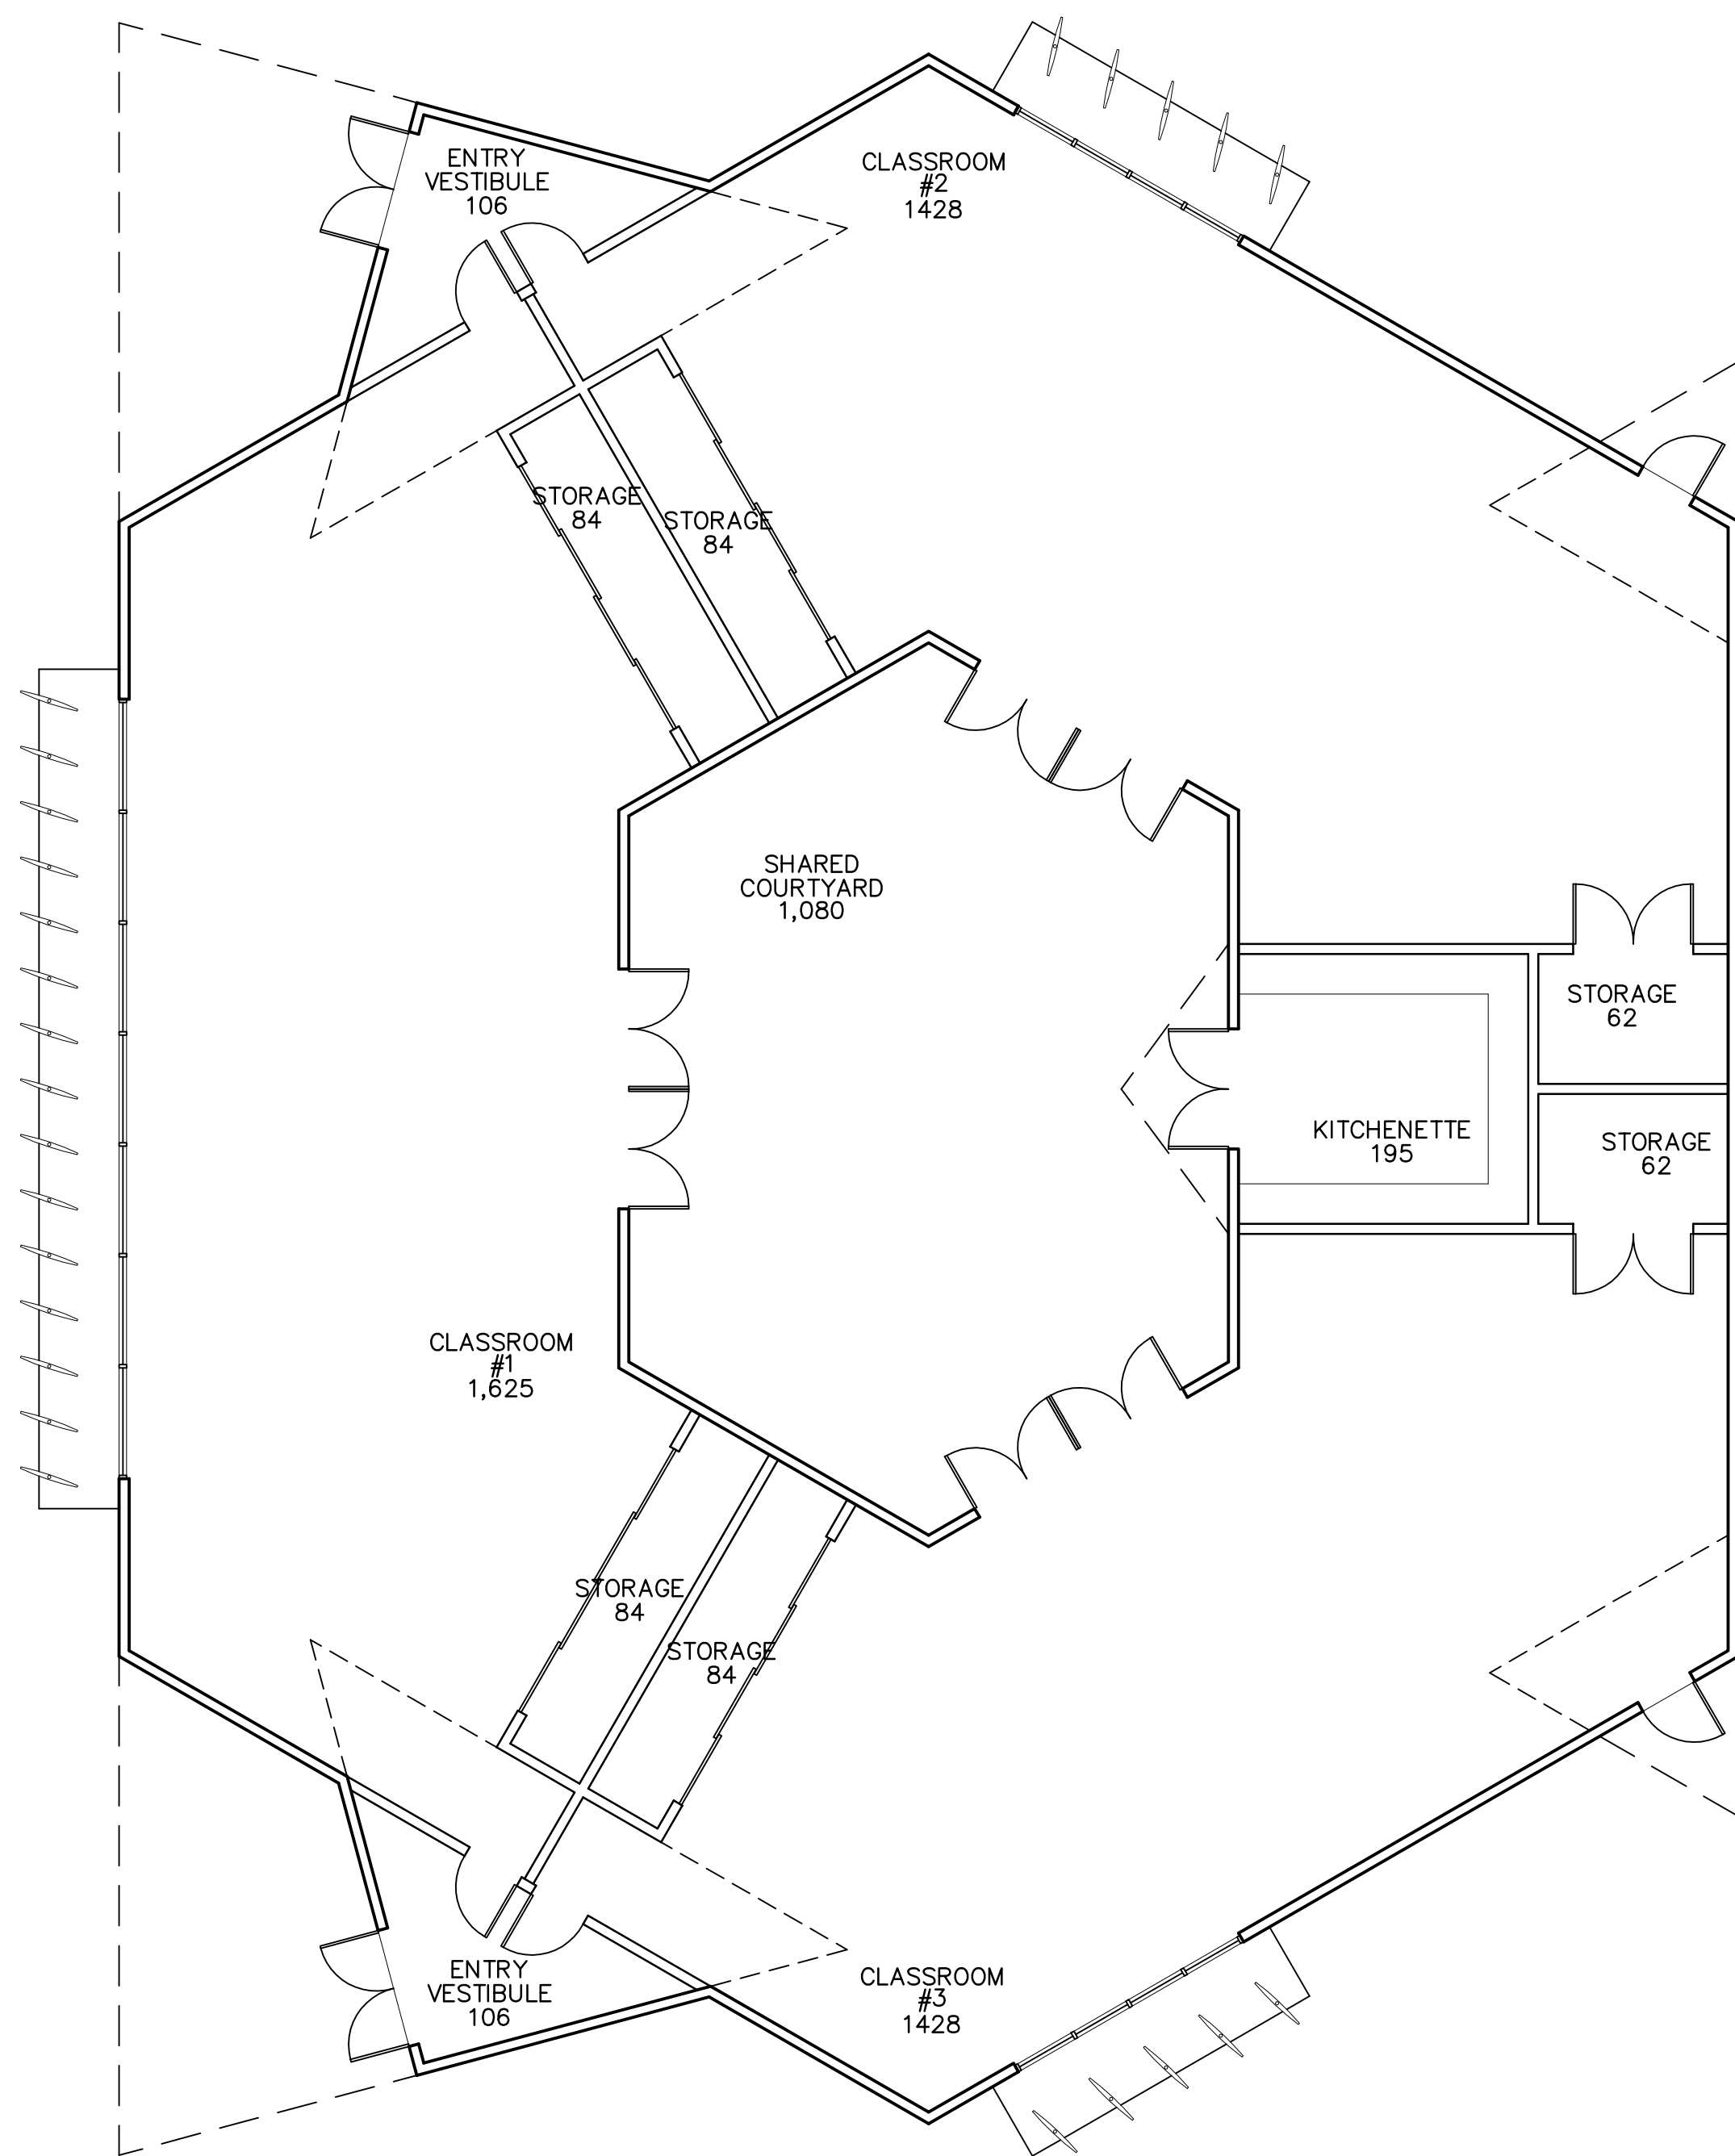 ENTRY
VESTIBULE
106
CLASSROOM
#2
1428
STORAGE
84
STORAGE
84
SHARED
COURTYARD
1,080
STORAGE
62
KITCHENETTE
195
STORAGE
62
CLASSROOM
#1
1,625
STORAGE
84
STORAGE
84
ENTRY
VESTIBULE
106
CLASSROOM
#3
1428